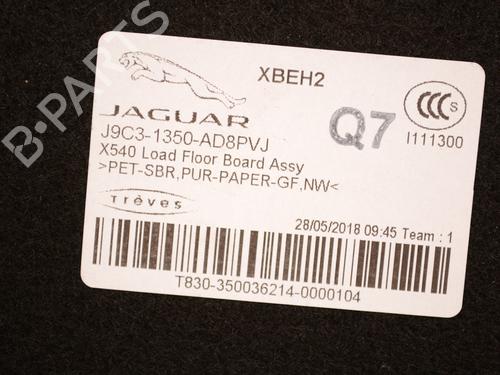 B-PARTS
XBEH2
JAGUAR
J9C3-1350-AD8PVJ
X540 Load Floor Board Assy
>PET-SBR,PUR-PAPER-GF,NW<
Q7
CCC S
I111300
trèves
28/05/2018 09:45 Team : 1
T830-350036214-0000104